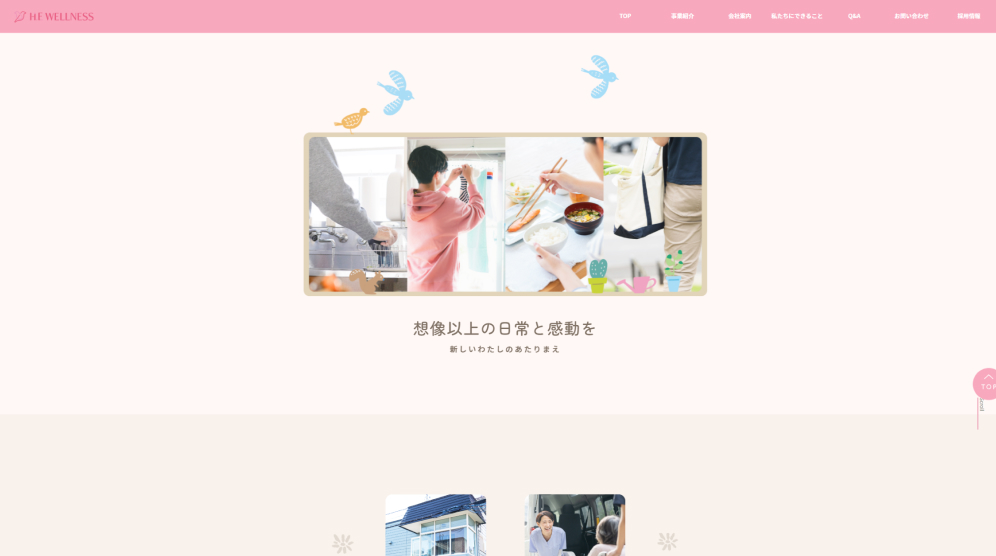 HF WELLNESS
TOP
事業紹介
会社案内
私たちにできること
Q&A
お問い合わせ
採用情報
想像以上の日常と感動を
新しいわたしのあたりまえ
TOP